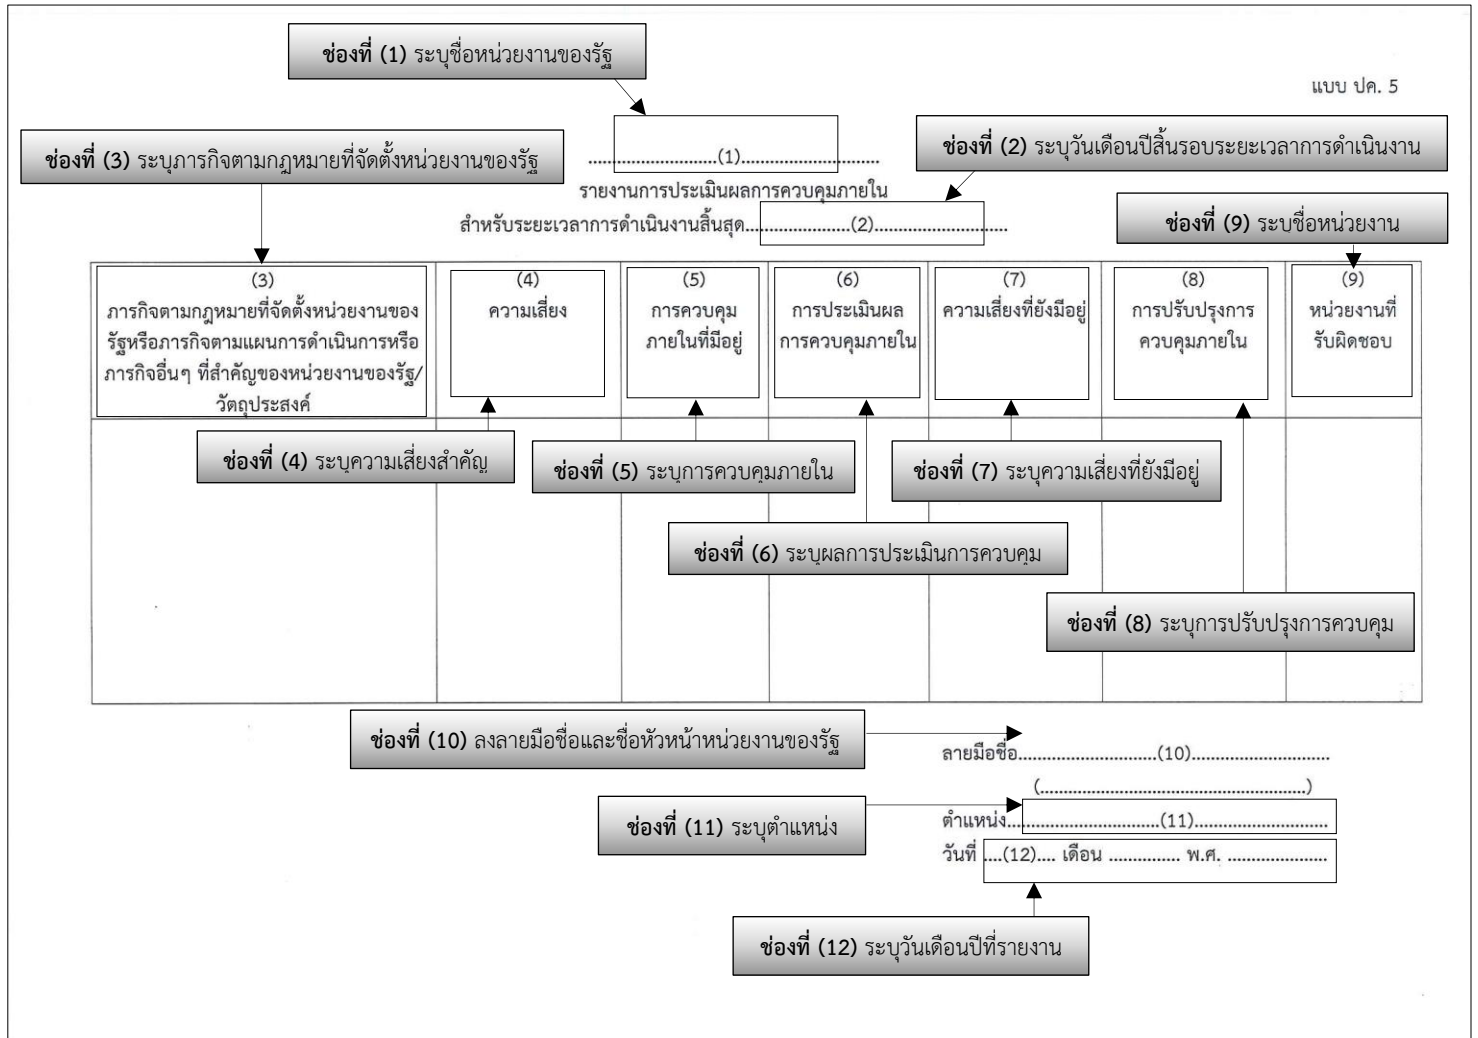 ช่องที่ (1) ระบุชื่อหน่วยงานของรัฐ
แบบ ปค. 5
ช่องที่ (3) ระบุภารกิจตามกฎหมายที่จัดตั้งหน่วยงานของรัฐ
ช่องที่ (2) ระบุวันเดือนปีสิ้นรอบระยะเวลาการดำเนินงาน
..........................(1)............................
รายงานการประเมินผลการควบคุมภายใน
สำหรับระยะเวลาการดำเนินงานสิ้นสุด.....................(2)...........................
ช่องที่ (9) ระบุชื่อหน่วยงาน
(3)
ภารกิจตามกฎหมายที่จัดตั้งหน่วยงานของ
รัฐหรือภารกิจตามแผนการดำเนินการหรือ
ภารกิจอื่นๆ ที่สำคัญของหน่วยงานของรัฐ/
วัตถุประสงค์
(4)
ความเสี่ยง
(5)
การควบคุม
ภายในที่มีอยู่
(6)
การประเมินผล
การควบคุมภายใน
(7)
ความเสี่ยงที่ยังมีอยู่
(8)
การปรับปรุงการ
ควบคุมภายใน
(9)
หน่วยงานที่
รับผิดชอบ
ช่องที่ (4) ระบุความเสี่ยงสำคัญ
ช่องที่ (5) ระบุการควบคุมภายใน
ช่องที่ (7) ระบุความเสี่ยงที่ยังมีอยู่
ช่องที่ (6) ระบุผลการประเมินการควบคุม
ช่องที่ (8) ระบุการปรับปรุงการควบคุม
ช่องที่ (10) ลงลายมือชื่อและชื่อหัวหน้าหน่วยงานของรัฐ
ลายมือชื่อ............................(10)............................
(......................................................)
ช่องที่ (11) ระบุตำแหน่ง
ตำแหน่ง...............................(11)...........................
วันที่ ....(12).... เดือน ............... พ.ศ. .....................
ช่องที่ (12) ระบุวันเดือนปีที่รายงาน